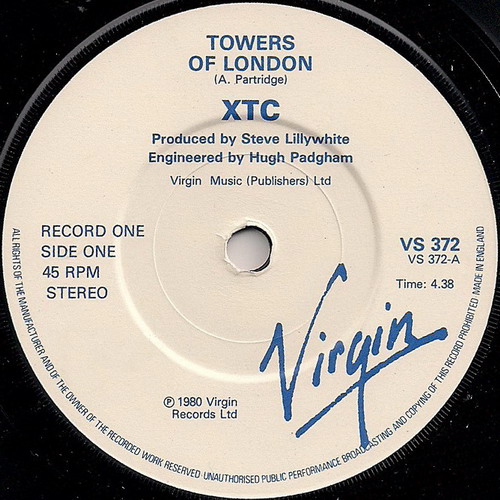 TOWERS
OF LONDON
(A. Partridge)
XTC
Produced by Steve Lillywhite
Engineered by Hugh Padgham
Virgin Music (Publishers) Ltd
RECORD ONE
SIDE ONE
45 RPM
STEREO
VS 372
VS 372-A
Time: 4.38
Virgin
℗ 1980 Virgin
Records Ltd
ALL RIGHTS OF THE MANUFACTURER AND OF THE OWNER OF THE RECORDED WORK RESERVED UNAUTHORISED PUBLIC PERFORMANCE BROADCASTING AND COPYING OF THIS RECORD PROHIBITED MADE IN ENGLAND